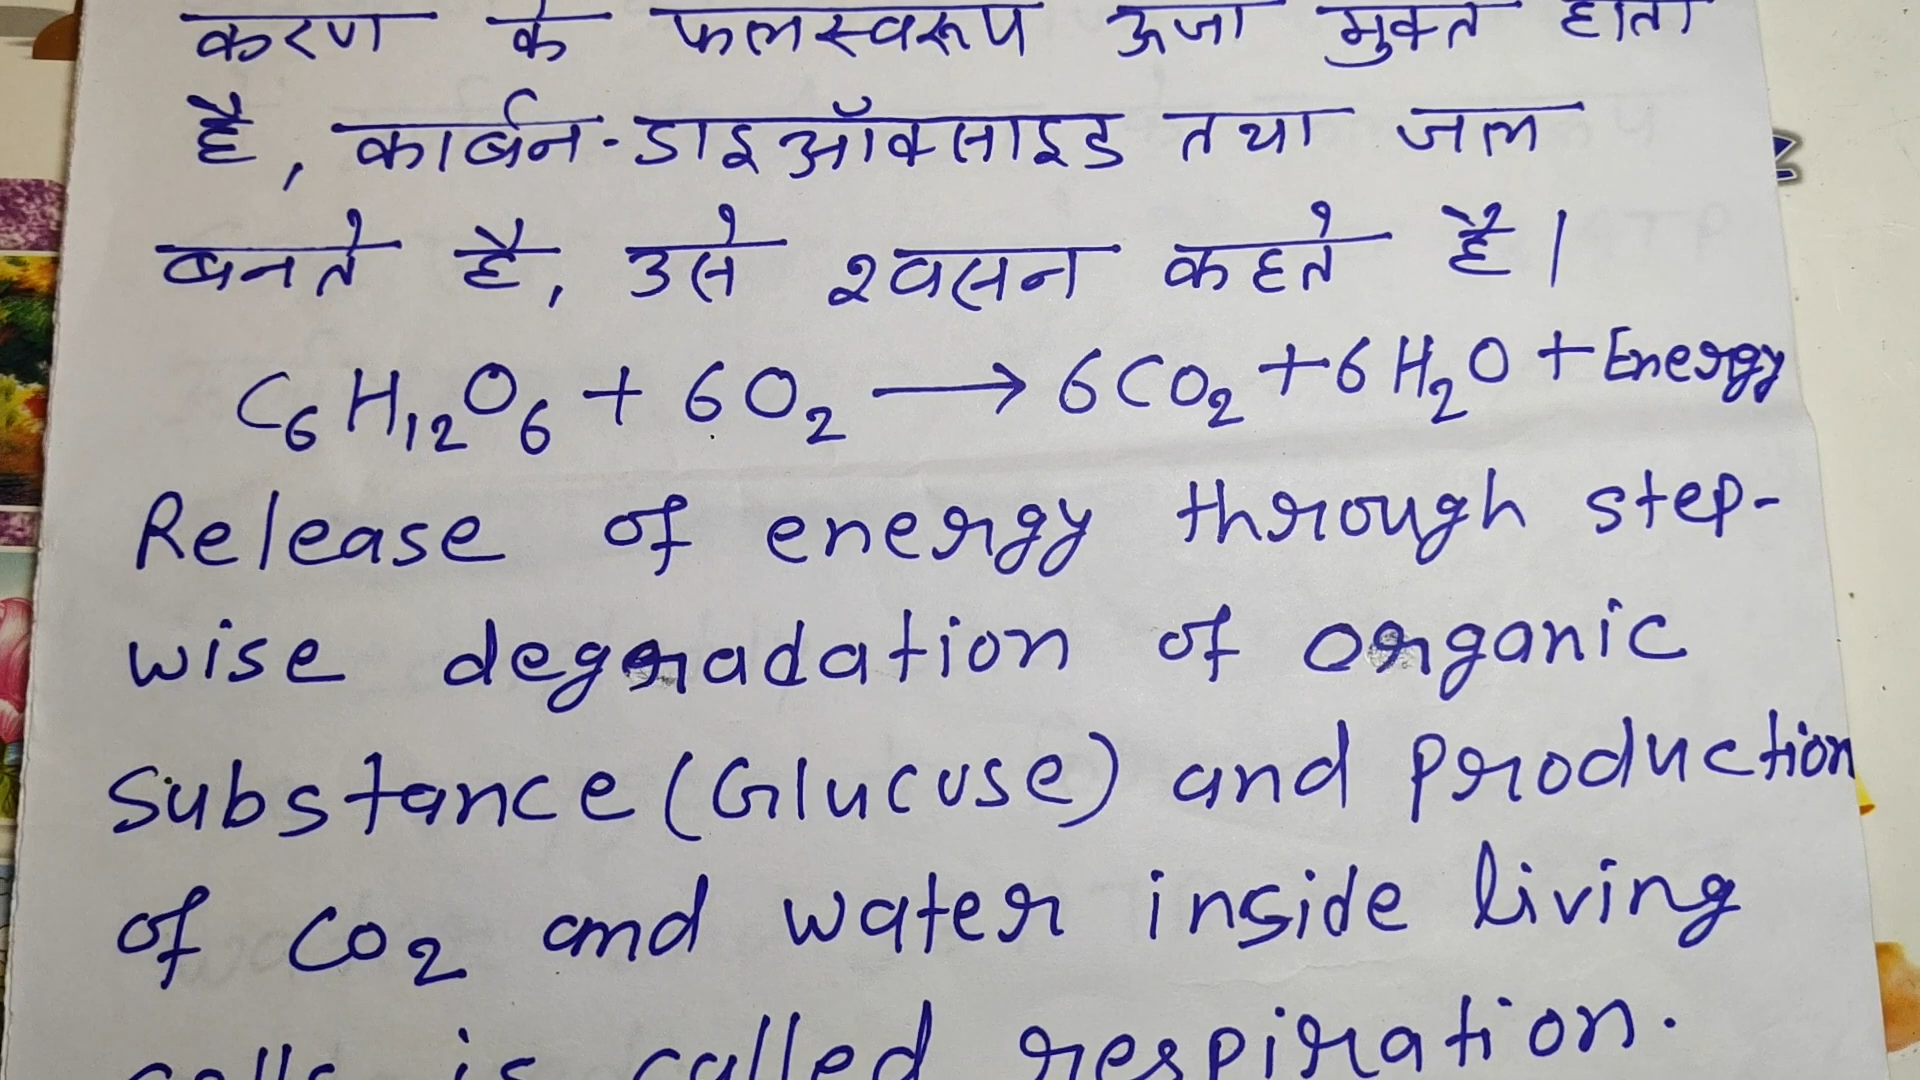 करण के फलस्वरूप ऊर्जा मुक्त होता
है, कार्बन-डाइऑक्साइड तथा जल
बनते है, उसे श्वसन कहते है।
C₆H₁₂O₆ + 6O₂ ⟶ 6CO₂ + 6H₂O + Energy
Release of energy through step-
wise degradation of organic
Substance (Glucose) and production
of CO₂ and water inside living
cells is called respiration.